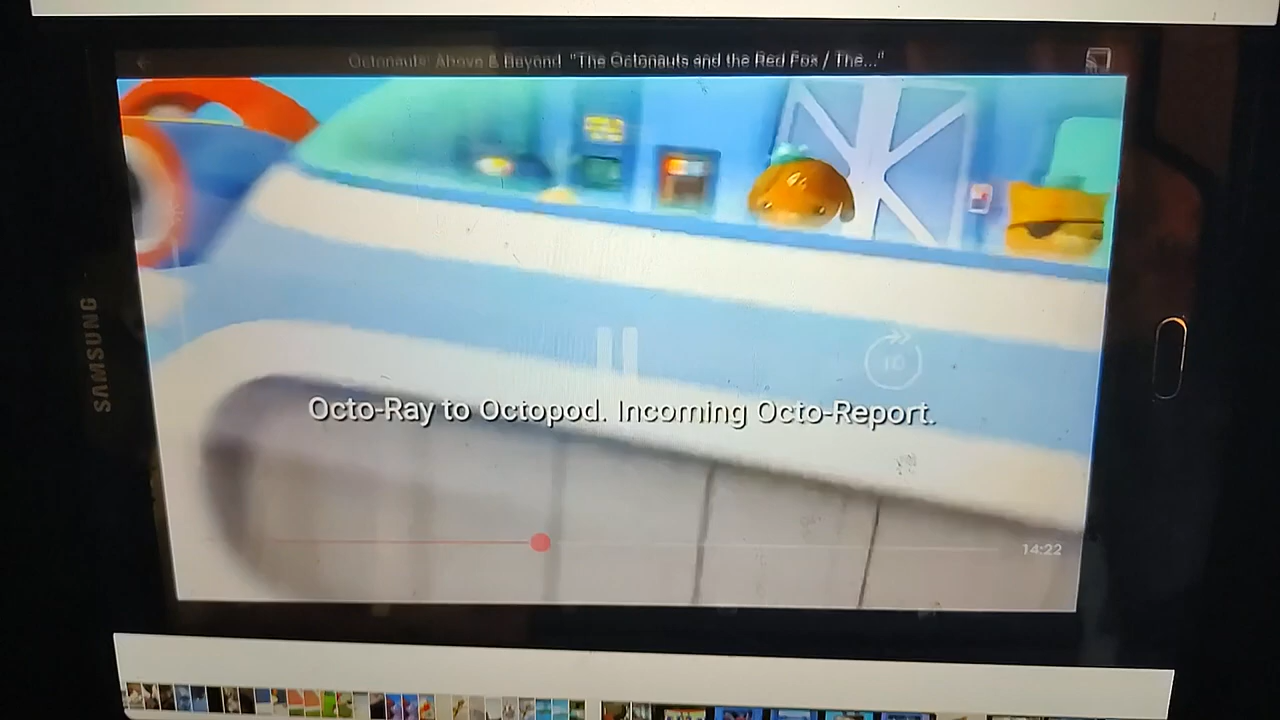 Octonauts: Above & Beyond "The Octonauts and the Red Fox / The..."
SAMSUNG
10
Octo-Ray to Octopod. Incoming Octo-Report.
14:22